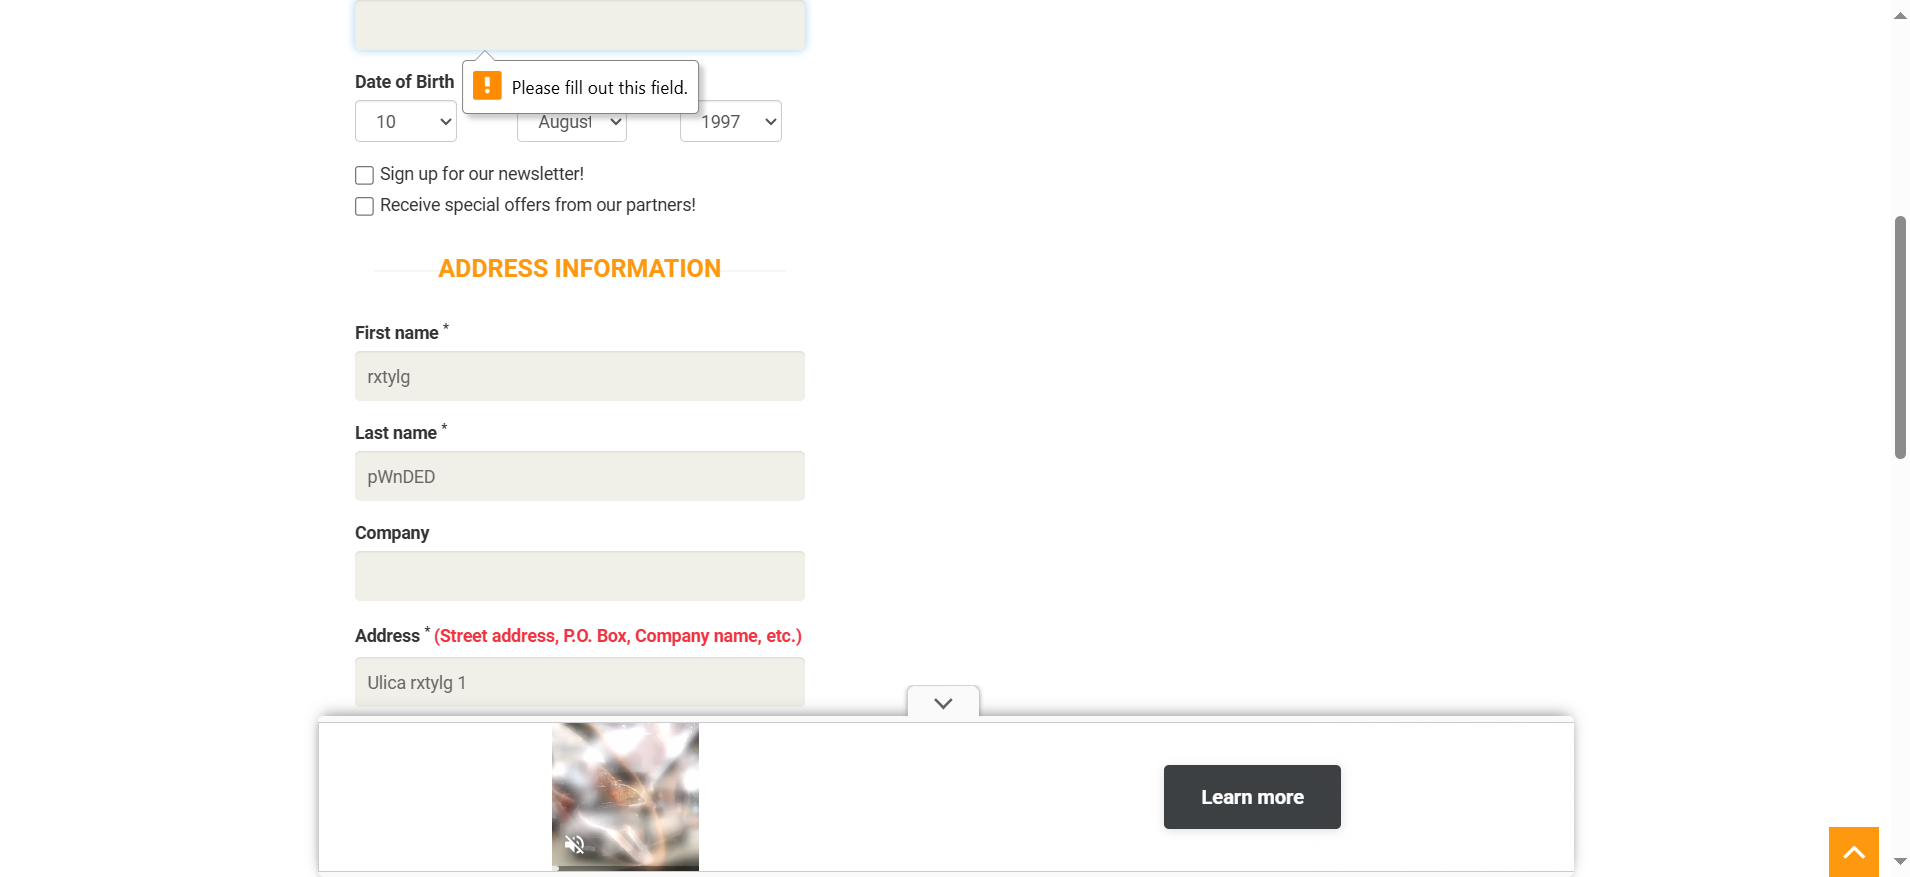 Please fill out this field.
Date of Birth
10
August
1997
Sign up for our newsletter!
Receive special offers from our partners!
ADDRESS INFORMATION
First name *
rxtylg
Last name *
pWnDED
Company
Address * (Street address, P.O. Box, Company name, etc.)
Ulica rxtylg 1
Learn more